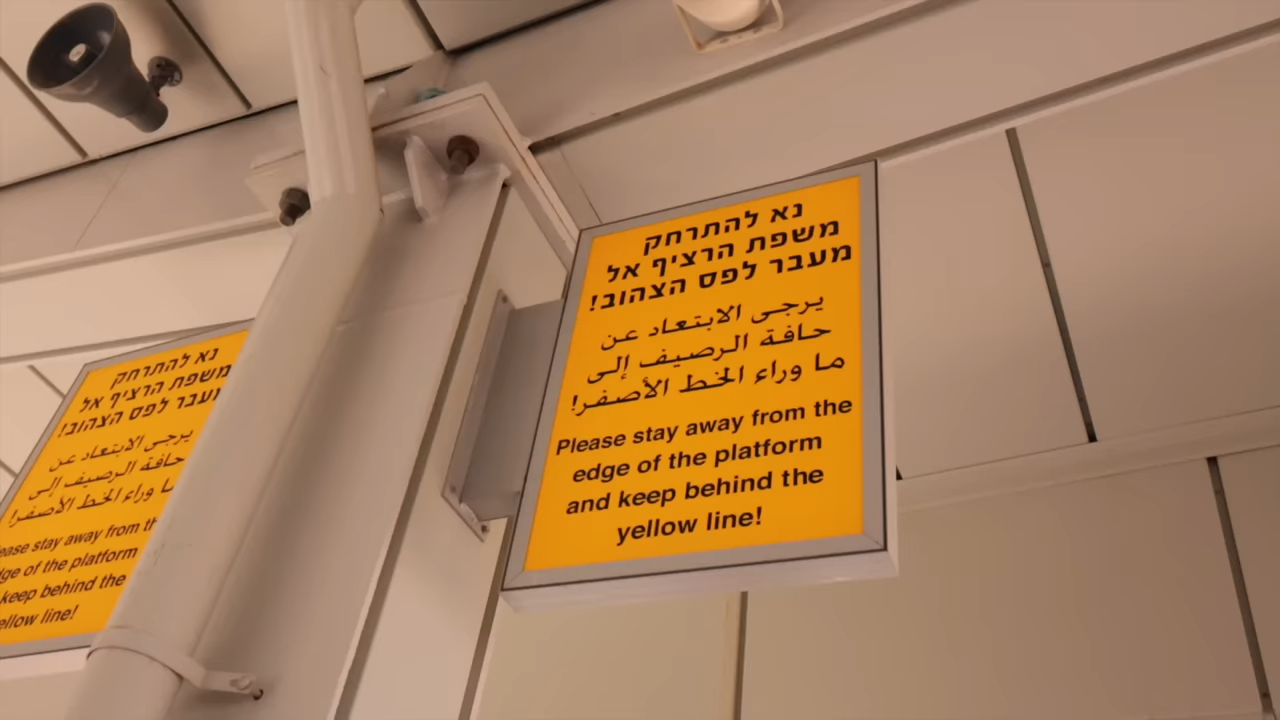 נא להתרחק
משפת הרציף אל
מעבר לפס הצהוב!
يرجى الابتعاد عن
حافة الرصيف إلى
ما وراء الخط الأصفر!
Please stay away from the
edge of the platform
and keep behind the
yellow line!
נא להתרחק
משפת הרציף אל
מעבר לפס הצהוב!
يرجى الابتعاد عن
حافة الرصيف إلى
ما وراء الخط الأصفر!
ease stay away from th
dge of the platform
keep behind the
ellow line!